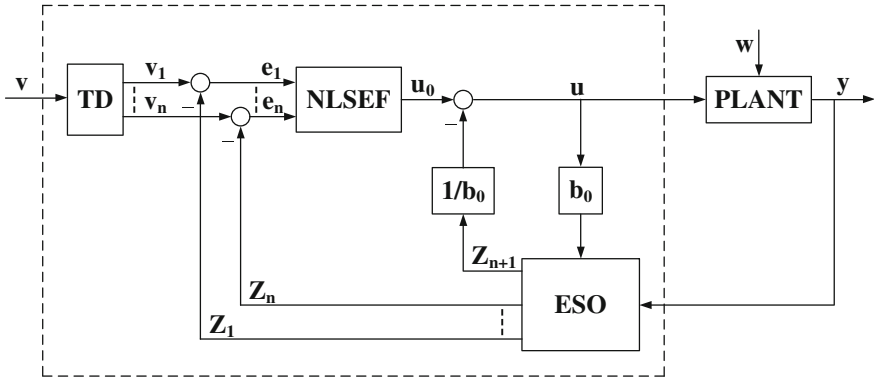 w
v
TD
v₁
vₙ
e₁
eₙ
NLSEF
u₀
u
PLANT
y
−
−
−
1/b₀
b₀
Zₙ₊₁
Zₙ
Z₁
ESO